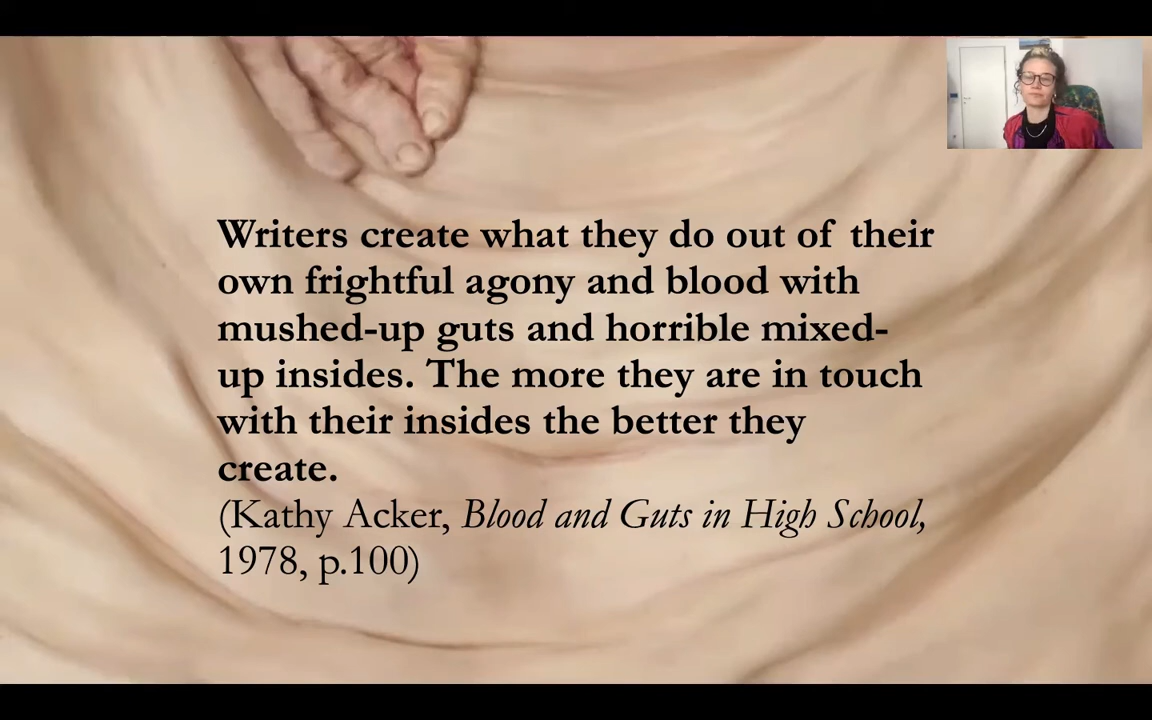 Writers create what they do out of their
own frightful agony and blood with
mushed-up guts and horrible mixed-
up insides. The more they are in touch
with their insides the better they
create.
(Kathy Acker, Blood and Guts in High School,
1978, p.100)